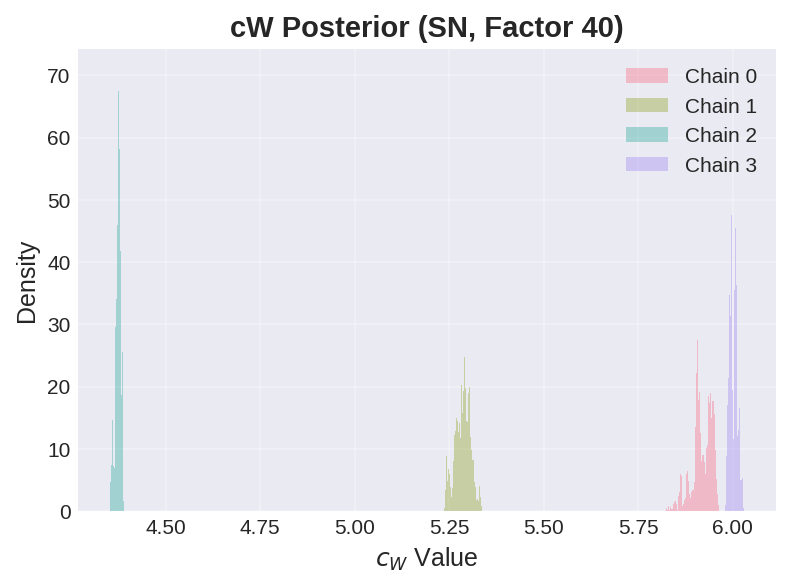 cW Posterior (SN, Factor 40)
70
60
50
40
30
20
10
0
Density
Chain 0
Chain 1
Chain 2
Chain 3
4.50 4.75 5.00 5.25 5.50 5.75 6.00
c_W Value